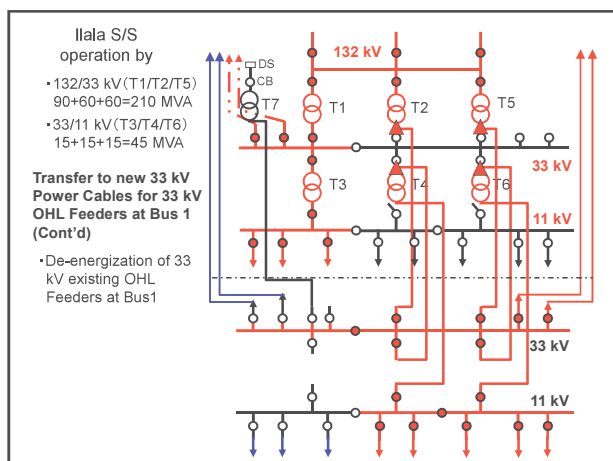 Ilala S/S
operation by
· 132/33 kV(T1/T2/T5)
90+60+60=210 MVA
· 33/11 kV(T3/T4/T6)
15+15+15=45 MVA
Transfer to new 33 kV
Power Cables for 33 kV
OHL Feeders at Bus 1
(Cont’d)
· De-energization of 33
kV existing OHL
Feeders at Bus1
DS
CB
T7
132 kV
T1
T2
T5
33 kV
T3
T4
T6
11 kV
33 kV
11 kV